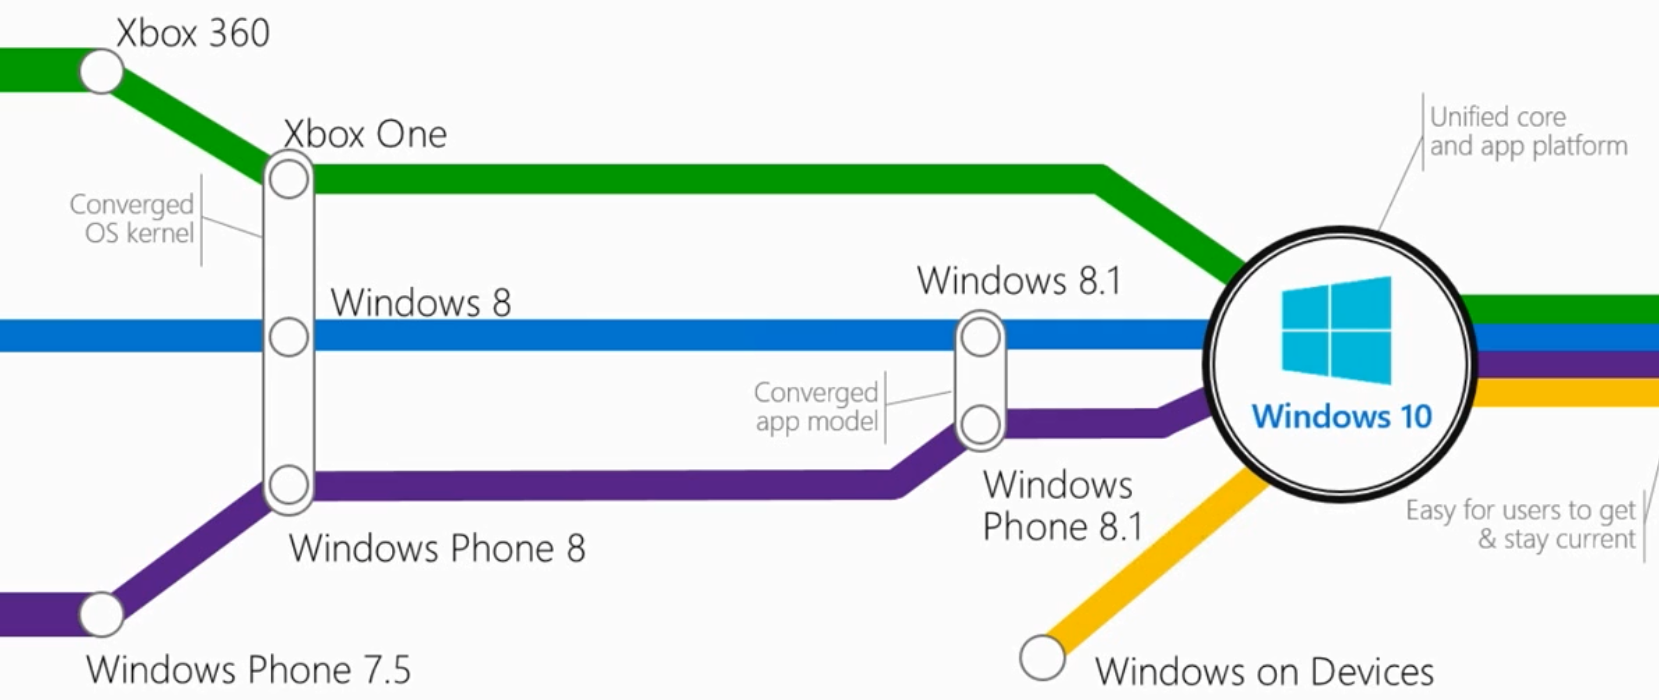 Xbox 360
Xbox One
Unified core
and app platform
Converged
OS kernel
Windows 8
Windows 8.1
Converged
app model
Windows 10
Windows
Phone 8.1
Easy for users to get
& stay current
Windows Phone 8
Windows Phone 7.5
Windows on Devices